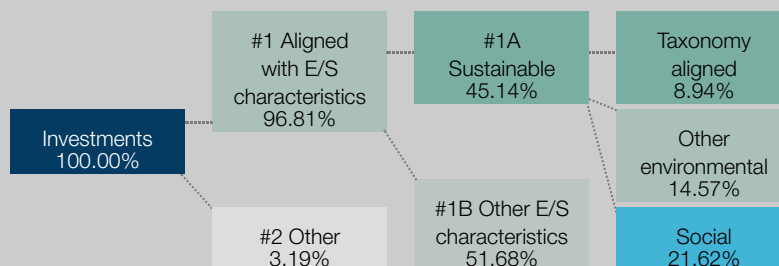 #1 Aligned
with E/S
characteristics
96.81%
#1A
Sustainable
45.14%
Taxonomy
aligned
8.94%
Investments
100.00%
Other
environmental
14.57%
#2 Other
3.19%
#1B Other E/S
characteristics
51.68%
Social
21.62%